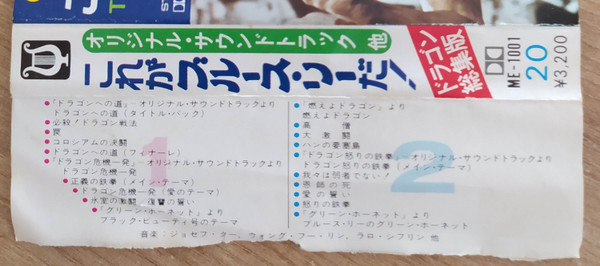 オリジナル・サウンドトラック 他
これがブルース・リーだ!
ドラゴン
総集版
ME-1001
20
¥3,200
1
●「ドラゴンへの道」―オリジナル・サウンドトラックより
ドラゴンへの道(タイトル・バック)
●必殺!ドラゴン戦法
●罠
●コロシアムの決闘
●ドラゴンへの道(フィナーレ)
●「ドラゴン危機一発」―オリジナル・サウンドトラックより
ドラゴン危機一発
●正義の鉄拳(メイン・テーマ)
●ドラゴン危機一発(愛のテーマ)
●氷室の激闘 復讐の誓い
●「グリーン・ホーネット」より
ブラック・ビューティ号のテーマ
2
●「燃えよドラゴン」より
燃えよドラゴン
●高僧
●大激闘
●ハンの要塞島
●「ドラゴン怒りの鉄拳」―オリジナル・サウンドトラックより
ドラゴン怒りの鉄拳(メイン・テーマ)
●我々は弱者でない!
●恩師の死
●愛の誓い
●怒りの鉄拳
●「グリーン・ホーネット」より
ブルース・リーのグリーン・ホーネット
音楽:ジョセフ・クー、ウォング・フー・リン、ラロ・シフリン 他